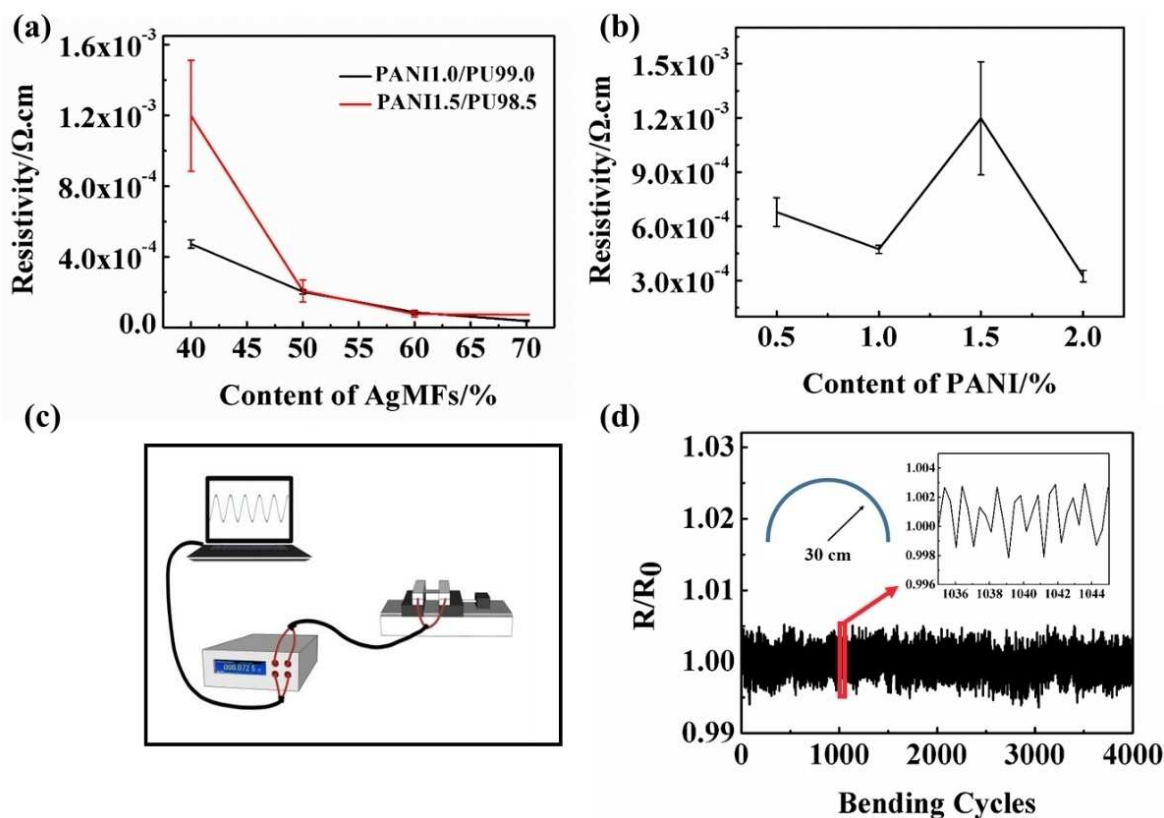 (a)
1.6x10-3
1.2x10-3
8.0x10-4
4.0x10-4
0.0
Resistivity/Ω.cm
PANI1.0/PU99.0
PANI1.5/PU98.5
40 45 50 55 60 65 70
Content of AgMFs/%
(b)
1.5x10-3
1.2x10-3
9.0x10-4
6.0x10-4
3.0x10-4
Resistivity/Ω.cm
0.5 1.0 1.5 2.0
Content of PANI/%
(c)
(d)
1.03
1.02
1.01
1.00
0.99
R/R0
30 cm
1.004
1.002
1.000
0.998
0.996
1036 1038 1040 1042 1044
0 1000 2000 3000 4000
Bending Cycles